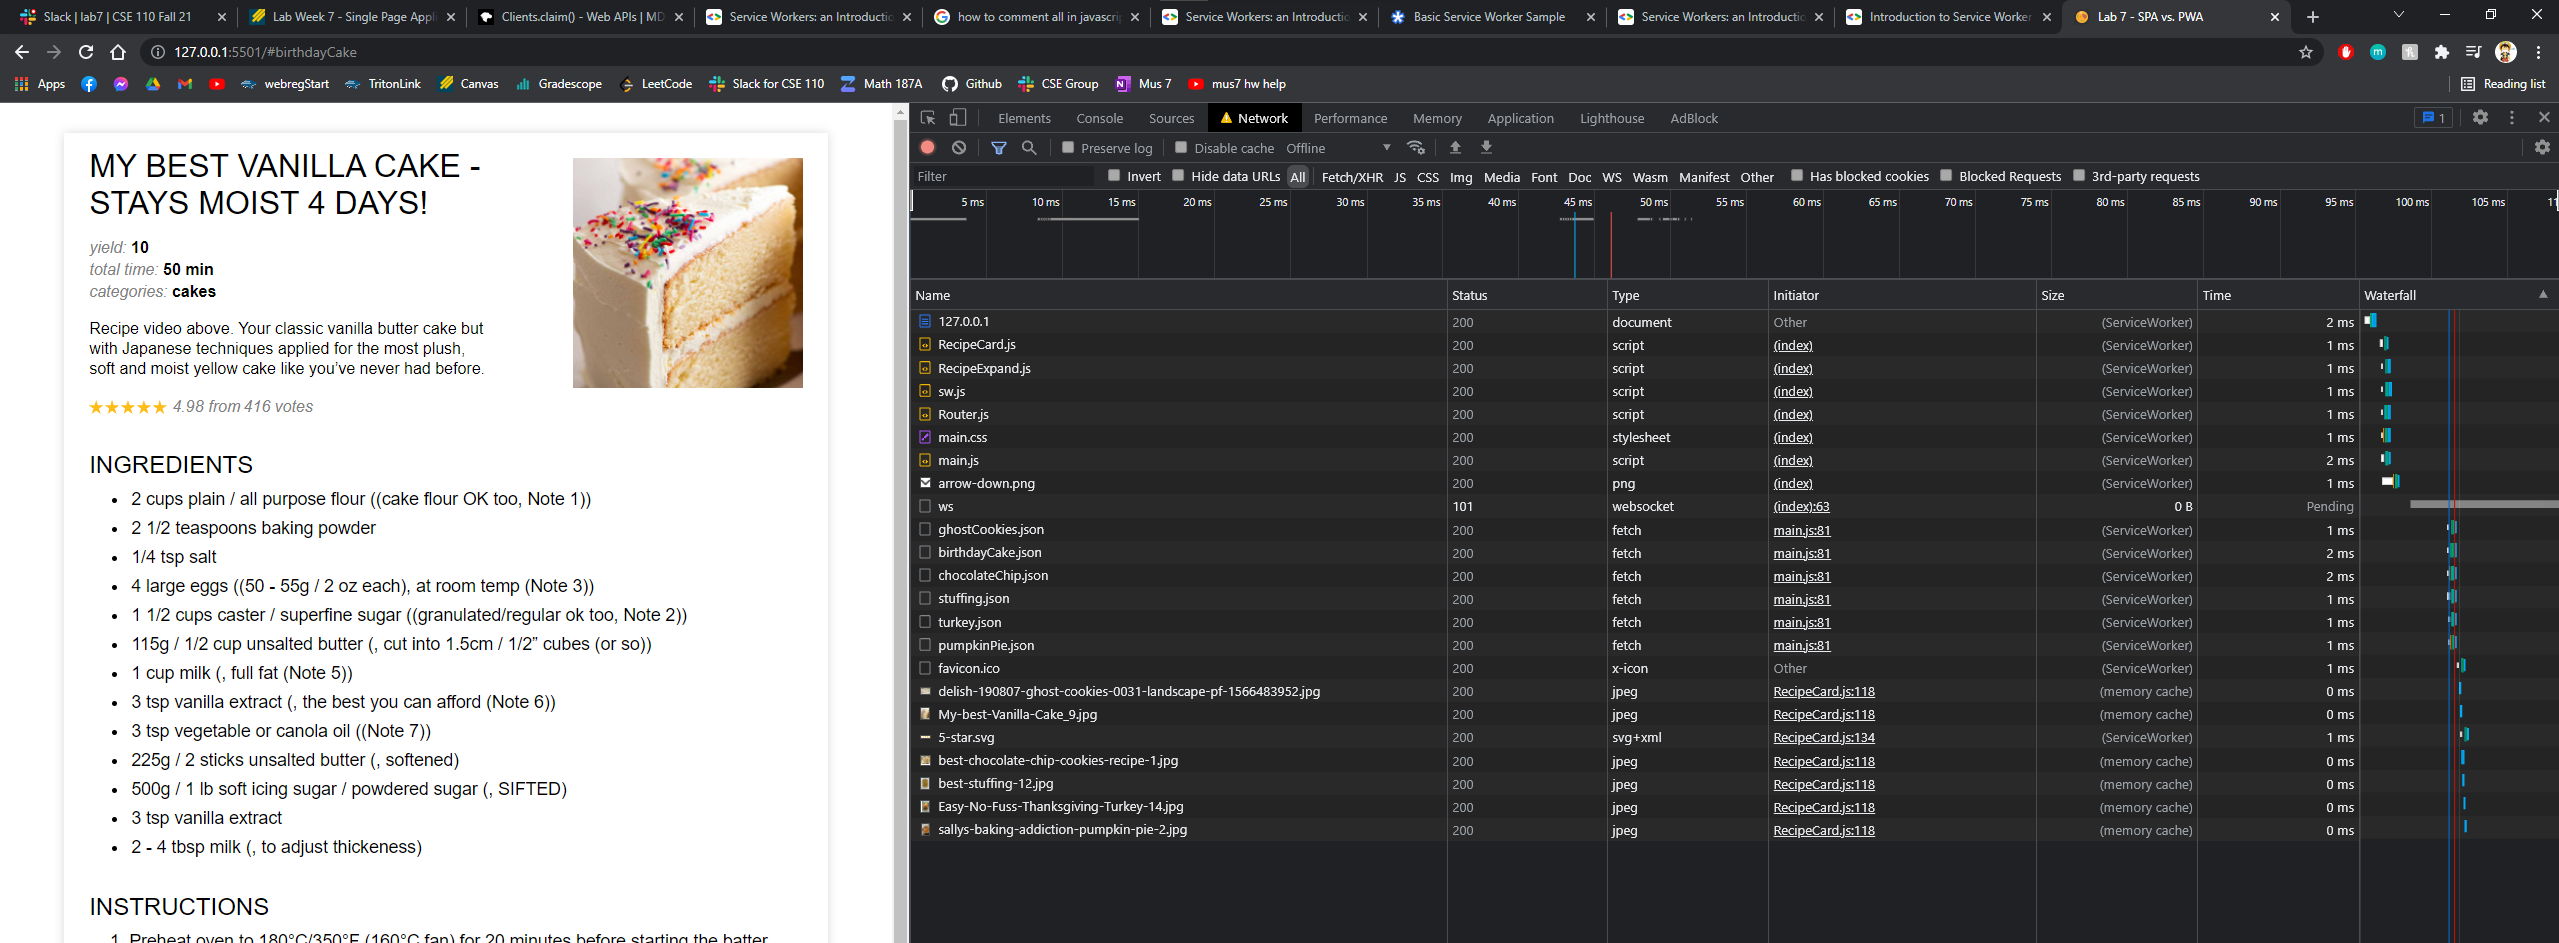 Slack | lab7 | CSE 110 Fall 21
Lab Week 7 - Single Page Appl
Clients.claim() - Web APIs | MD
Service Workers: an Introductio
how to comment all in javascrip
Service Workers: an Introductio
Basic Service Worker Sample
Service Workers: an Introductio
Introduction to Service Worker
Lab 7 - SPA vs. PWA
127.0.0.1:5501/#birthdayCake
Apps
webregStart
TritonLink
Canvas
Gradescope
LeetCode
Slack for CSE 110
Math 187A
Github
CSE Group
Mus 7
mus7 hw help
Reading list
MY BEST VANILLA CAKE -
STAYS MOIST 4 DAYS!
yield: 10
total time: 50 min
categories: cakes
Recipe video above. Your classic vanilla butter cake but
with Japanese techniques applied for the most plush,
soft and moist yellow cake like you’ve never had before.
4.98 from 416 votes
INGREDIENTS
• 2 cups plain / all purpose flour ((cake flour OK too, Note 1))
• 2 1/2 teaspoons baking powder
• 1/4 tsp salt
• 4 large eggs ((50 - 55g / 2 oz each), at room temp (Note 3))
• 1 1/2 cups caster / superfine sugar ((granulated/regular ok too, Note 2))
• 115g / 1/2 cup unsalted butter (, cut into 1.5cm / 1/2” cubes (or so))
• 1 cup milk (, full fat (Note 5))
• 3 tsp vanilla extract (, the best you can afford (Note 6))
• 3 tsp vegetable or canola oil ((Note 7))
• 225g / 2 sticks unsalted butter (, softened)
• 500g / 1 lb soft icing sugar / powdered sugar (, SIFTED)
• 3 tsp vanilla extract
• 2 - 4 tbsp milk (, to adjust thickeness)
INSTRUCTIONS
1. Preheat oven to 180°C/350°F (160°C fan) for 20 minutes before starting the batter
Elements Console Sources Network Performance Memory Application Lighthouse AdBlock 1
Preserve log Disable cache Offline
Filter Invert Hide data URLs All Fetch/XHR JS CSS Img Media Font Doc WS Wasm Manifest Other Has blocked cookies Blocked Requests 3rd-party requests
5 ms 10 ms 15 ms 20 ms 25 ms 30 ms 35 ms 40 ms 45 ms 50 ms 55 ms 60 ms 65 ms 70 ms 75 ms 80 ms 85 ms 90 ms 95 ms 100 ms 105 ms 11
Name Status Type Initiator Size Time Waterfall
127.0.0.1 200 document Other (ServiceWorker) 2 ms
RecipeCard.js 200 script (index) (ServiceWorker) 1 ms
RecipeExpand.js 200 script (index) (ServiceWorker) 1 ms
sw.js 200 script (index) (ServiceWorker) 1 ms
Router.js 200 script (index) (ServiceWorker) 1 ms
main.css 200 stylesheet (index) (ServiceWorker) 1 ms
main.js 200 script (index) (ServiceWorker) 2 ms
arrow-down.png 200 png (index) (ServiceWorker) 1 ms
ws 101 websocket (index):63 0 B Pending
ghostCookies.json 200 fetch main.js:81 (ServiceWorker) 1 ms
birthdayCake.json 200 fetch main.js:81 (ServiceWorker) 2 ms
chocolateChip.json 200 fetch main.js:81 (ServiceWorker) 2 ms
stuffing.json 200 fetch main.js:81 (ServiceWorker) 1 ms
turkey.json 200 fetch main.js:81 (ServiceWorker) 1 ms
pumpkinPie.json 200 fetch main.js:81 (ServiceWorker) 1 ms
favicon.ico 200 x-icon Other (ServiceWorker) 1 ms
delish-190807-ghost-cookies-0031-landscape-pf-1566483952.jpg 200 jpeg RecipeCard.js:118 (memory cache) 0 ms
My-best-Vanilla-Cake_9.jpg 200 jpeg RecipeCard.js:118 (memory cache) 0 ms
5-star.svg 200 svg+xml RecipeCard.js:134 (ServiceWorker) 1 ms
best-chocolate-chip-cookies-recipe-1.jpg 200 jpeg RecipeCard.js:118 (memory cache) 0 ms
best-stuffing-12.jpg 200 jpeg RecipeCard.js:118 (memory cache) 0 ms
Easy-No-Fuss-Thanksgiving-Turkey-14.jpg 200 jpeg RecipeCard.js:118 (memory cache) 0 ms
sallys-baking-addiction-pumpkin-pie-2.jpg 200 jpeg RecipeCard.js:118 (memory cache) 0 ms